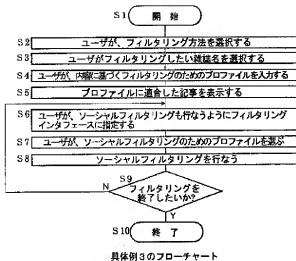 S1 開 始
S2 ユーザが、フィルタリング方法を選択する
S3 ユーザがフィルタリングしたい雑誌名を選択する
S4 ユーザが、内容に基づくフィルタリングのためのプロファイルを入力する
S5 プロファイルに適合した記事を表示する
S6 ユーザが、ソーシャルフィルタリングも行なうようにフィルタリング
インタフェースに指定する
S7 ユーザが、ソーシャルフィルタリングのためのプロファイルを選ぶ
S8 ソーシャルフィルタリングを行なう
S9
N フィルタリングを
終了したいか?
Y
S10 終 了
具体例3のフローチャート